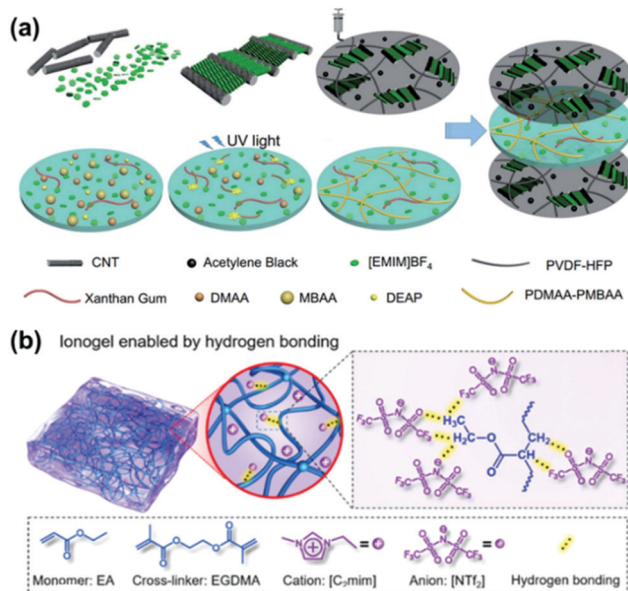 (a)
UV light
CNT
Acetylene Black
[EMIM]BF4
PVDF-HFP
Xanthan Gum
DMAA
MBAA
DEAP
PDMAA-PMBAA
(b) Ionogel enabled by hydrogen bonding
H3C
H2C
O
O
CH2
CH
F3C
S
O
N
CF3
Monomer: EA
Cross-linker: EGDMA
Cation: [C2mim]
Anion: [NTf2]
Hydrogen bonding